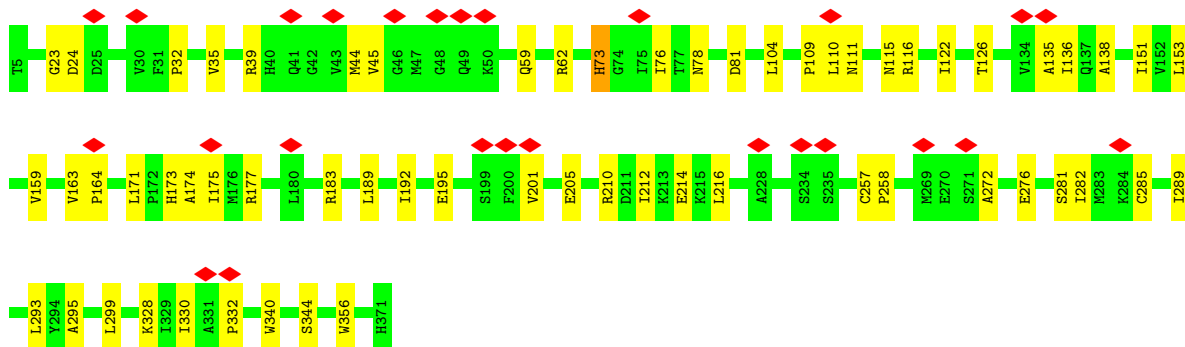 T5 G23 D24 D25 V30 F31 P32 V35 R39 H40 Q41 G42 V43 M44 V45 G46 M47 G48 Q49 K50 Q59 R62 H73 G74 I75 I76 T77 N78 D81 L104 P109 L110 N111 N115 R116 I122 T126 V134 A135 I136 Q137 A138 I151 V152 L153
V159 V163 P164 L171 P172 H173 A174 I175 M176 R177 L180 R183 L189 I192 E195 S199 F200 V201 E205 R210 D211 I212 K213 E214 K215 L216 A228 S234 S235 C257 P258 M269 E270 S271 A272 E276 S281 I282 M283 K284 C285 I289
L293 Y294 A295 L299 K328 I329 I330 A331 P332 W340 S344 W356 H371